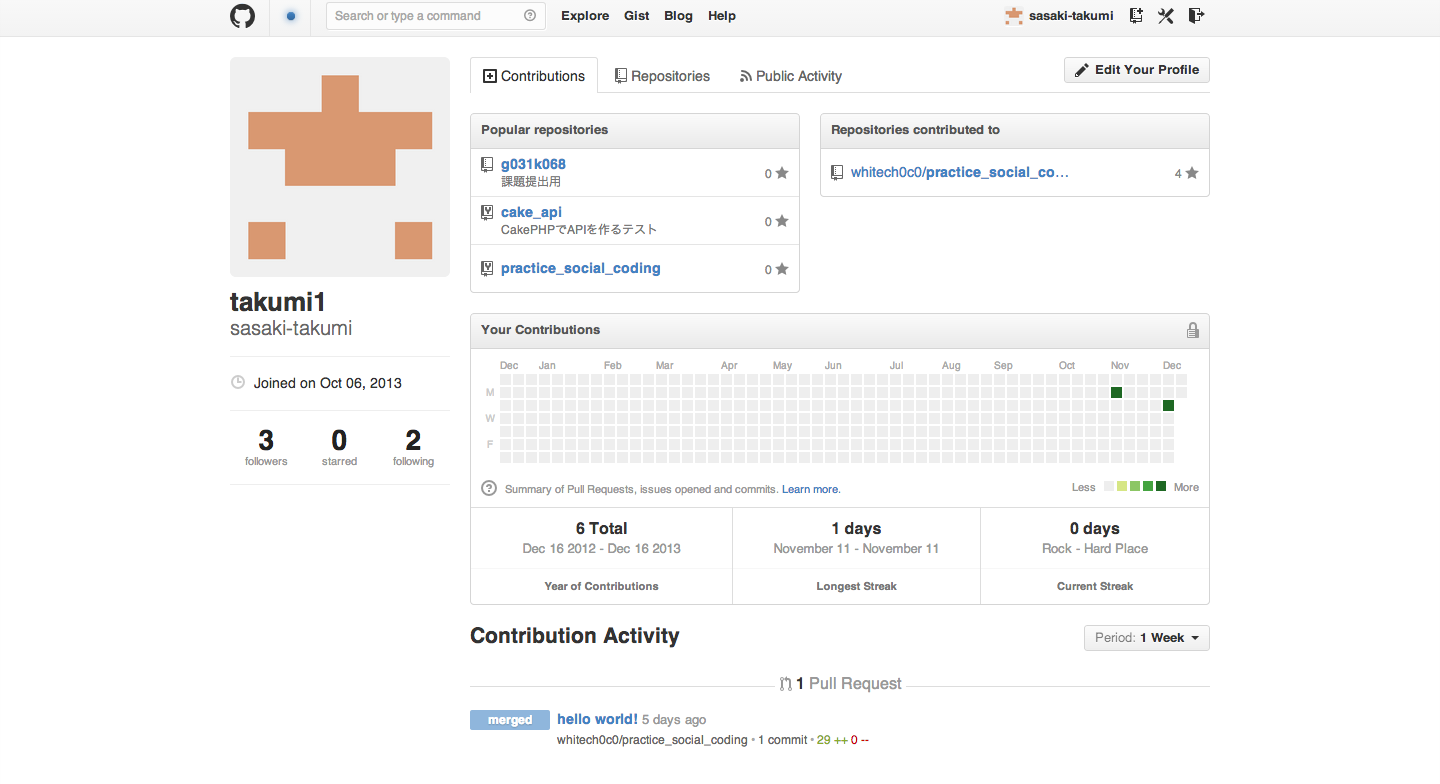 Search or type a command
Explore Gist Blog Help
sasaki-takumi
takumi1
sasaki-takumi
Joined on Oct 06, 2013
3 0 2
followers starred following
Contributions Repositories Public Activity
Edit Your Profile
Popular repositories
g031k068
課題提出用
0
cake_api
CakePHPでAPIを作るテスト
0
practice_social_coding
0
Repositories contributed to
whitech0c0/practice_social_co…
4
Your Contributions
Dec Jan Feb Mar Apr May Jun Jul Aug Sep Oct Nov Dec
M
W
F
Summary of Pull Requests, issues opened and commits. Learn more.
Less More
6 Total
Dec 16 2012 - Dec 16 2013
Year of Contributions
1 days
November 11 - November 11
Longest Streak
0 days
Rock - Hard Place
Current Streak
Contribution Activity
Period: 1 Week
1 Pull Request
merged hello world! 5 days ago
whitech0c0/practice_social_coding • 1 commit • 29 ++ 0 --